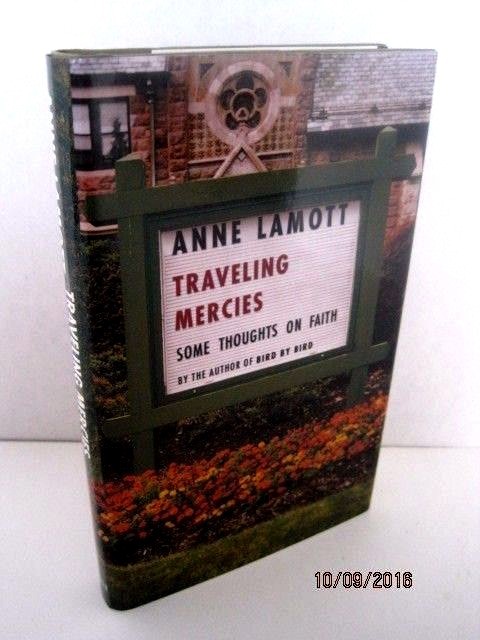 ANNE LAMOTT
TRAVELING
MERCIES
SOME THOUGHTS ON FAITH
BY THE AUTHOR OF BIRD BY BIRD
TRAVELING MERCIES
10/09/2016